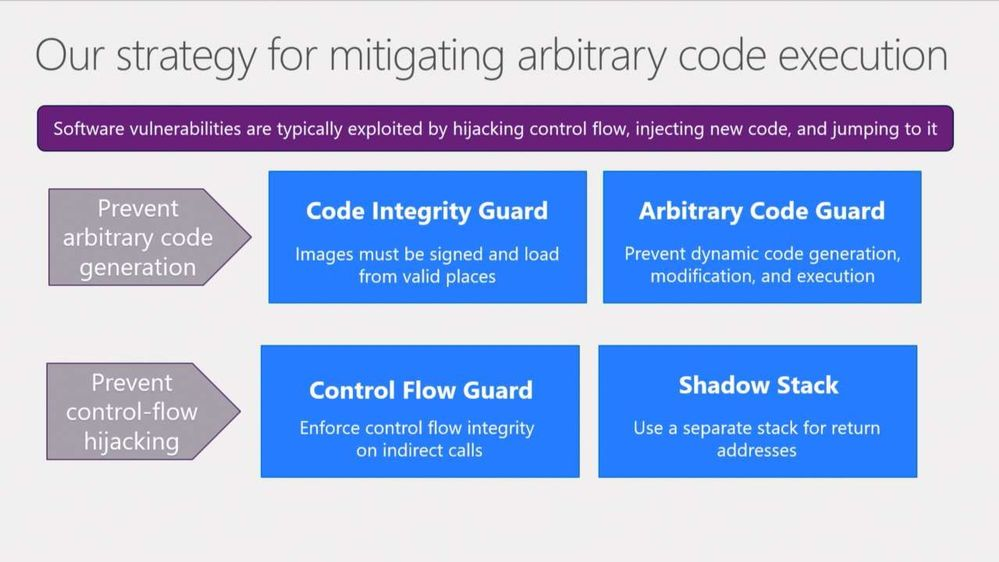 Our strategy for mitigating arbitrary code execution
Software vulnerabilities are typically exploited by hijacking control flow, injecting new code, and jumping to it
Prevent
arbitrary code
generation
Code Integrity Guard
Images must be signed and load
from valid places
Arbitrary Code Guard
Prevent dynamic code generation,
modification, and execution
Prevent
control-flow
hijacking
Control Flow Guard
Enforce control flow integrity
on indirect calls
Shadow Stack
Use a separate stack for return
addresses